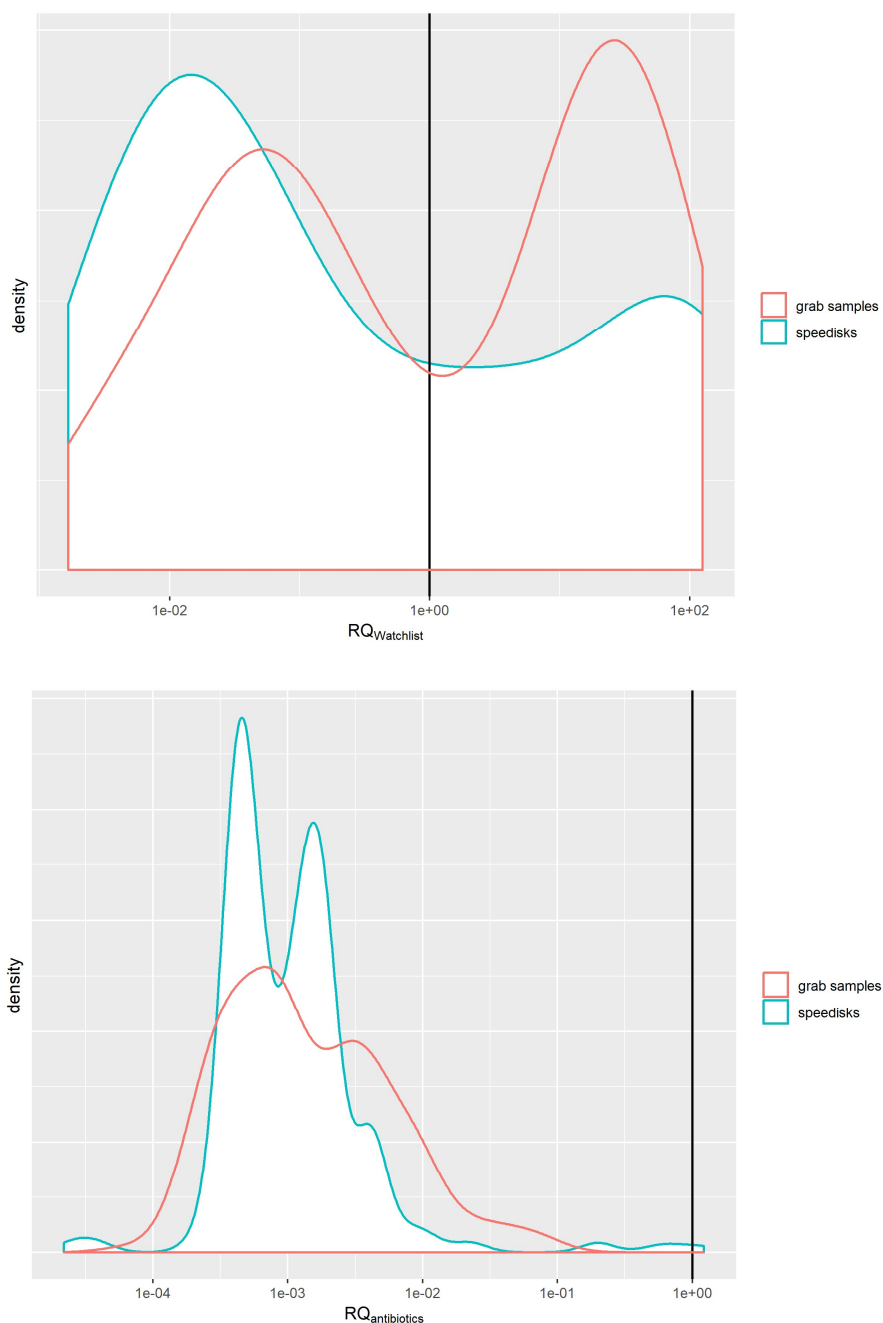 density
grab samples
speedisks
1e-02 1e+00 1e+02
RQWatchlist
density
grab samples
speedisks
1e-04 1e-03 1e-02 1e-01 1e+00
RQantibiotics